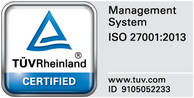 TÜVRheinland
CERTIFIED
Management
System
ISO 27001:2013
www.tuv.com
ID 9105052233